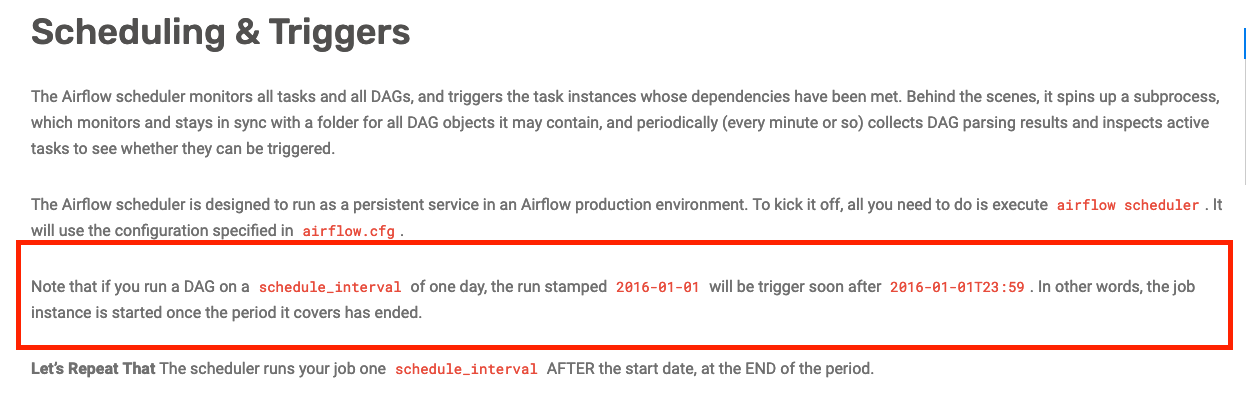 Scheduling & Triggers
The Airflow scheduler monitors all tasks and all DAGs, and triggers the task instances whose dependencies have been met. Behind the scenes, it spins up a subprocess,
which monitors and stays in sync with a folder for all DAG objects it may contain, and periodically (every minute or so) collects DAG parsing results and inspects active
tasks to see whether they can be triggered.
The Airflow scheduler is designed to run as a persistent service in an Airflow production environment. To kick it off, all you need to do is execute airflow scheduler . It
will use the configuration specified in airflow.cfg .
Note that if you run a DAG on a schedule_interval of one day, the run stamped 2016-01-01 will be trigger soon after 2016-01-01T23:59 . In other words, the job
instance is started once the period it covers has ended.
Let's Repeat That The scheduler runs your job one schedule_interval AFTER the start date, at the END of the period.